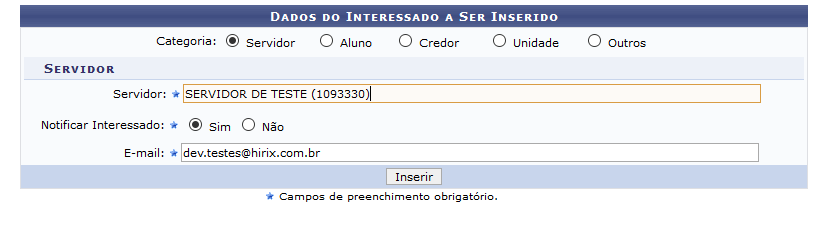 DADOS DO INTERESSADO A SER INSERIDO
Categoria: Servidor Aluno Credor Unidade Outros
SERVIDOR
Servidor: SERVIDOR DE TESTE (1093330)
Notificar Interessado: Sim Não
E-mail: dev.testes@hirix.com.br
Inserir
Campos de preenchimento obrigatório.